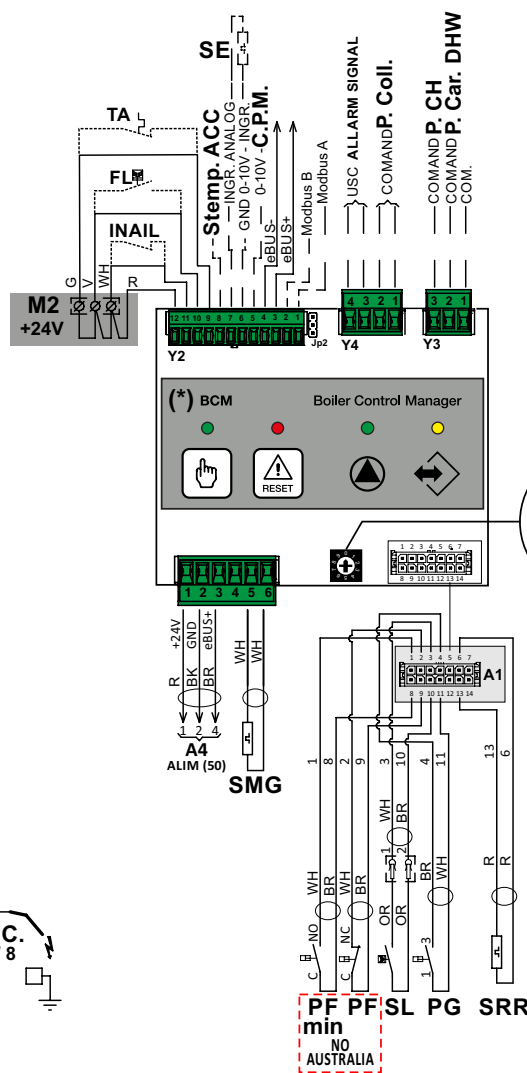 SE
TA
FL
INAIL
Stemp. ACC
INGR. ANALOG
GND 0-10V - INGR.
0-10V - C.P.M.
eBUS-
eBUS+
Modbus B
Modbus A
USC ALLARM SIGNAL
COMAND P. Coll.
COMAND P. CH
COMAND P. Car. DHW
COM.
G
V
WH
R
M2
+24V
12 11 10 9 8 7 6 5 4 3 2 1
Y2
Jp2
4 3 2 1
Y4
3 2 1
Y3
(*) BCM
Boiler Control Manager
RESET
1 2 3 4 5 6
1 2 3 4 5 6 7
8 9 10 11 12 13 14
+24V
GND
eBUS+
R
BK
BR
WH
WH
1 2 4
A4
ALIM (50)
SMG
1 2 3 4 5 6 7
A1
8 9 10 11 12 13 14
1
8
2
9
3
10
4
11
13
6
WH
BR
WH
BR
WH
BR
1
2
BR
WH
R
R
NO
C
NC
C
OR
OR
3
1
PF
min
PF
SL
PG
SRR
NO
AUSTRALIA
C.
8